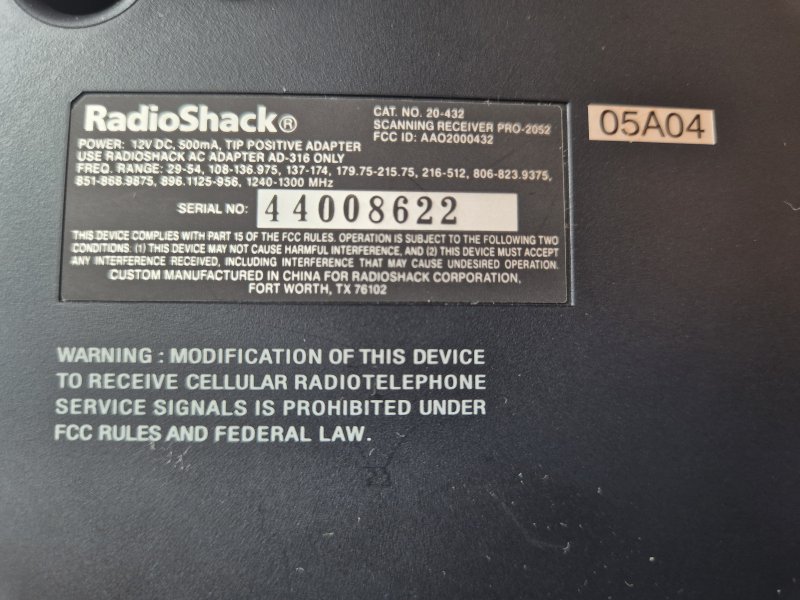 RadioShack®
CAT. NO. 20-432
SCANNING RECEIVER PRO-2052
FCC ID: AAO2000432
POWER: 12V DC, 500mA, TIP POSITIVE ADAPTER
USE RADIOSHACK AC ADAPTER AD-316 ONLY
FREQ. RANGE: 29-54, 108-136.975, 137-174, 179.75-215.75, 216-512, 806-823.9375,
851-868.9875, 896.1125-956, 1240-1300 MHz
SERIAL NO: 44008622
THIS DEVICE COMPLIES WITH PART 15 OF THE FCC RULES. OPERATION IS SUBJECT TO THE FOLLOWING TWO
CONDITIONS. (1) THIS DEVICE MAY NOT CAUSE HARMFUL INTERFERENCE, AND (2) THIS DEVICE MUST ACCEPT
ANY INTERFERENCE RECEIVED, INCLUDING INTERFERENCE THAT MAY CAUSE UNDESIRED OPERATION.
CUSTOM MANUFACTURED IN CHINA FOR RADIOSHACK CORPORATION,
FORT WORTH, TX 76102
05A04
WARNING : MODIFICATION OF THIS DEVICE
TO RECEIVE CELLULAR RADIOTELEPHONE
SERVICE SIGNALS IS PROHIBITED UNDER
FCC RULES AND FEDERAL LAW.